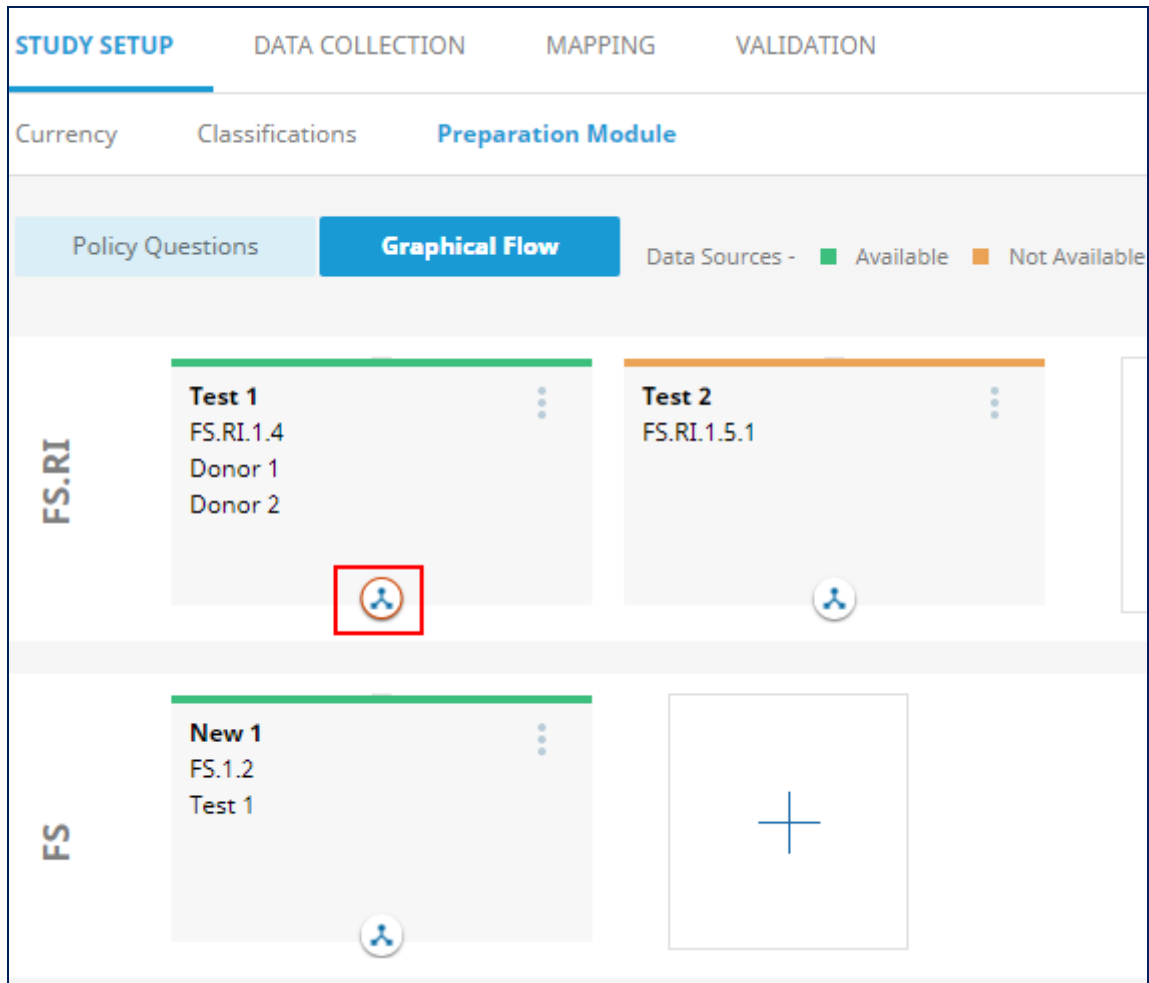 STUDY SETUP DATA COLLECTION MAPPING VALIDATION
Currency Classifications Preparation Module
Policy Questions Graphical Flow Data Sources - Available Not Available
FS.RI
Test 1
FS.RI.1.4
Donor 1
Donor 2
Test 2
FS.RI.1.5.1
FS
New 1
FS.1.2
Test 1